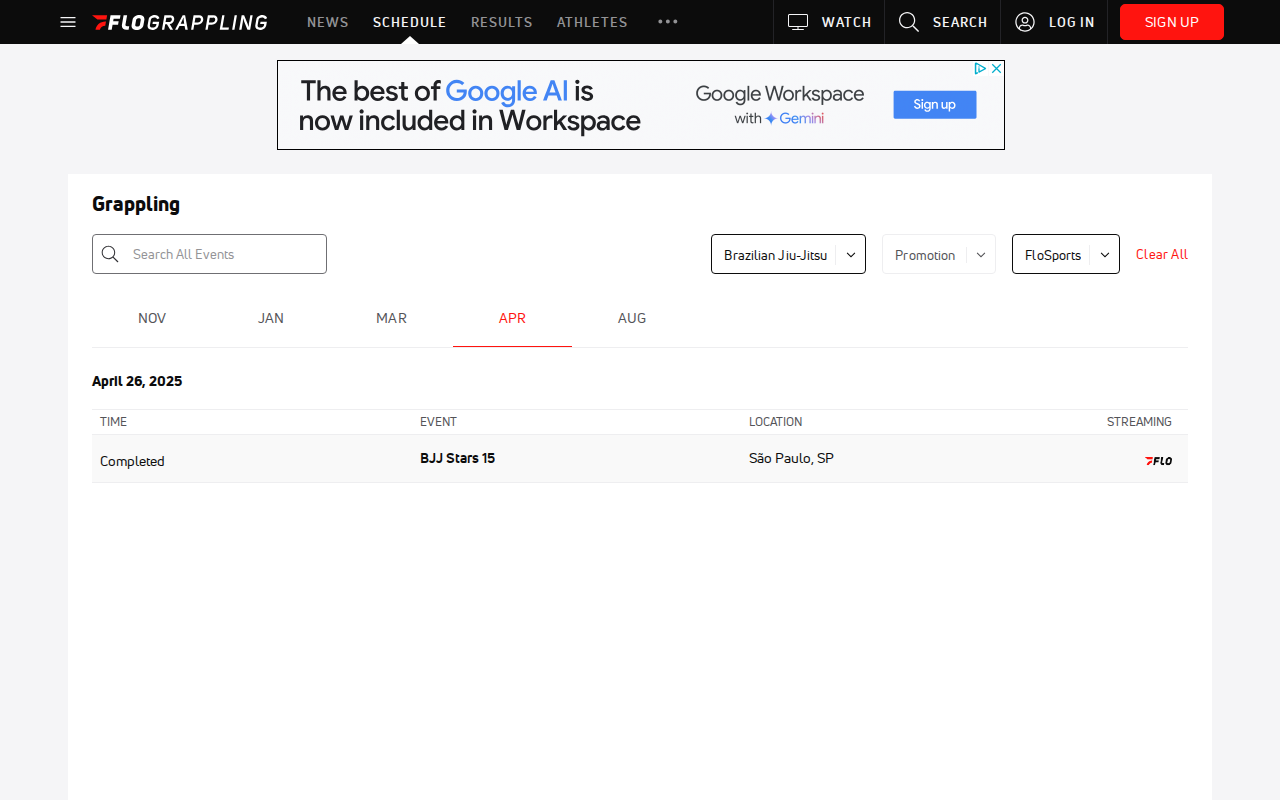 FLOGRAPPLING NEWS SCHEDULE RESULTS ATHLETES ••• WATCH SEARCH LOG IN SIGN UP
The best of Google AI is
now included in Workspace
Google Workspace
with Gemini
Sign up
Grappling
Search All Events Brazilian Jiu-Jitsu Promotion FloSports Clear All
NOV JAN MAR APR AUG
April 26, 2025
TIME EVENT LOCATION STREAMING
Completed BJJ Stars 15 São Paulo, SP FLO